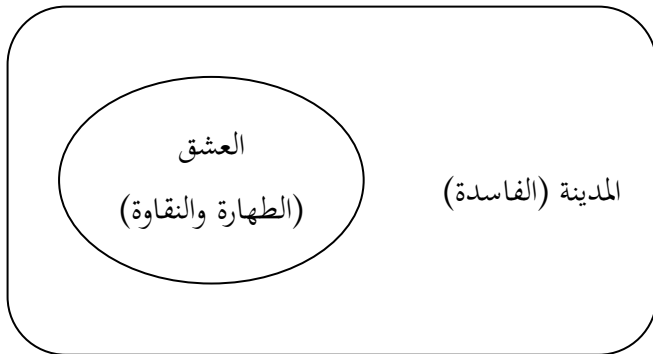 العشق
(الطهارة والنقاوة)
المدينة (الفاسدة)